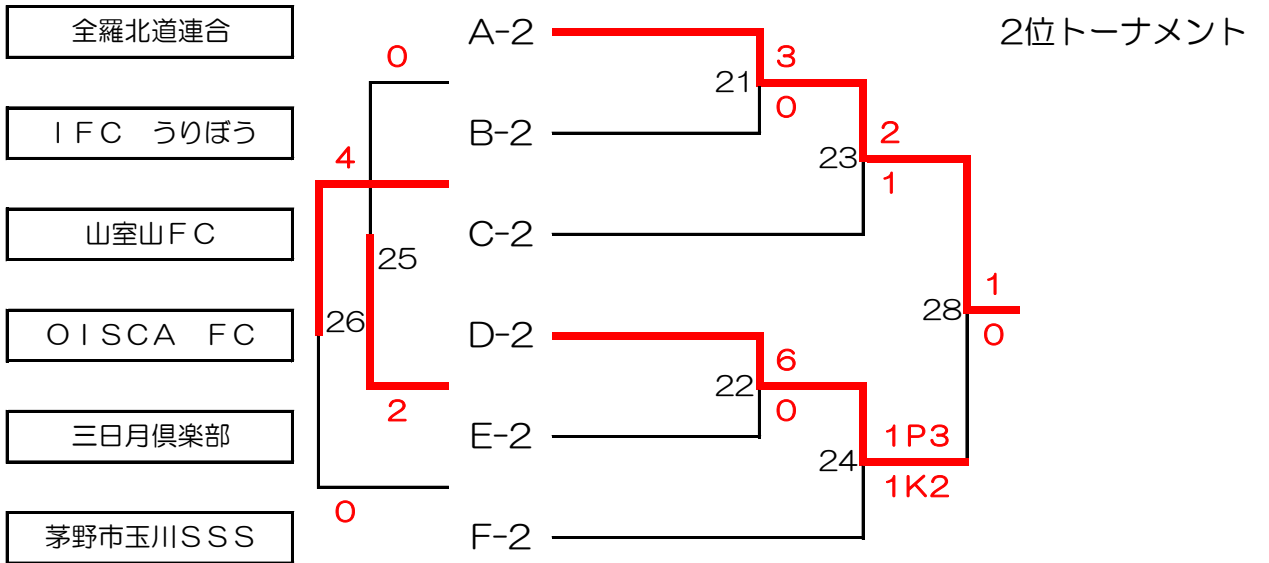 全羅北道連合
A-2
2位トーナメント
0
3
21
0
ＩＦＣ　うりぼう
B-2
4
2
23
1
山室山ＦＣ
C-2
25
1
28
0
ＯＩＳＣＡ　ＦＣ
26
D-2
6
22
0
2
三日月倶楽部
E-2
1P3
24
1K2
0
茅野市玉川ＳＳＳ
F-2